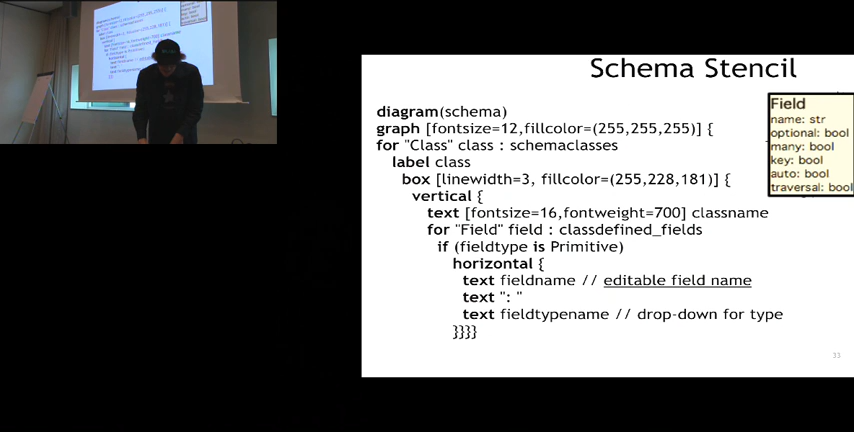 Schema Stencil
diagram(schema)
graph [fontsize=12,fillcolor=(255,255,255)] {
for "Class" class : schemaclasses
label class
box [linewidth=3, fillcolor=(255,228,181)] {
vertical {
text [fontsize=16,fontweight=700] classname
for "Field" field : classdefined_fields
if (fieldtype is Primitive)
horizontal {
text fieldname // editable field name
text ": "
text fieldtypename // drop-down for type
}}}}
Field
name: str
optional: bool
many: bool
key: bool
auto: bool
traversal: bool
33